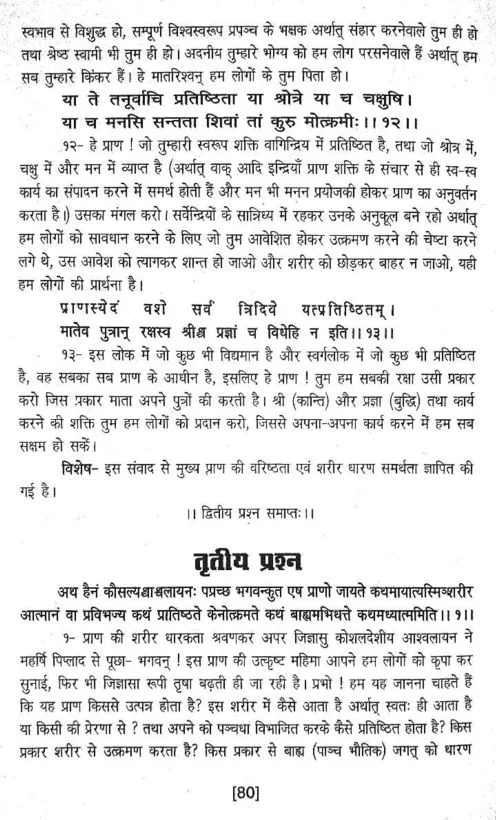 स्वभाव से विशुद्ध हो, सम्पूर्ण विश्वस्वरूप प्रपञ्च के भक्षक अर्थात् संहार करनेवाले तुम ही हो
तथा श्रेष्ठ स्वामी भी तुम ही हो। अदनीय तुम्हारे भोग्य को हम लोग परसनेवाले हैं अर्थात् हम
सब तुम्हारे किंकर हैं। हे मातरिश्वन् हम लोगों के तुम पिता हो।
या ते तनूर्वाचि प्रतिष्ठिता या श्रोत्रे या च चक्षुषि।
या च मनसि सन्तता शिवां तां कुरु मोत्क्रमीः।।१२।।
१२- हे प्राण ! जो तुम्हारी स्वरूप शक्ति वागिन्द्रिय में प्रतिष्ठित है, तथा जो श्रोत्र में,
चक्षु में और मन में व्याप्त है (अर्थात् वाक् आदि इन्द्रियाँ प्राण शक्ति के संचार से ही स्व-स्व
कार्य का संपादन करने में समर्थ होती हैं और मन भी मनन प्रयोजकी होकर प्राण का अनुवर्तन
करता है।) उसका मंगल करो। सर्वेन्द्रियों के सान्निध्य में रहकर उनके अनुकूल बने रहो अर्थात्
हम लोगों को सावधान करने के लिए जो तुम आवेशित होकर उत्क्रमण करने की चेष्टा करने
लगे थे, उस आवेश को त्यागकर शान्त हो जाओ और शरीर को छोड़कर बाहर न जाओ, यही
हम लोगों की प्रार्थना है।
प्राणस्येदं वशे सर्वं त्रिदिवे यत्प्रतिष्ठितम्।
मातेव पुत्रान् रक्षस्व श्रीश्च प्रज्ञां च विधेहि न इति।।१३।।
१३- इस लोक में जो कुछ भी विद्यमान है और स्वर्गलोक में जो कुछ भी प्रतिष्ठित
है, वह सबका सब प्राण के आधीन है, इसलिए हे प्राण ! तुम हम सबकी रक्षा उसी प्रकार
करो जिस प्रकार माता अपने पुत्रों की करती है। श्री (कान्ति) और प्रज्ञा (बुद्धि) तथा कार्य
करने की शक्ति तुम हम लोगों को प्रदान करो, जिससे अपना-अपना कार्य करने में हम सब
सक्षम हो सकें।
विशेष- इस संवाद से मुख्य प्राण की वरिष्ठता एवं शरीर धारण समर्थता ज्ञापित की
गई है।
।। द्वितीय प्रश्न समाप्तः।।
तृतीय प्रश्न
अथ हैनं कौसल्यश्चाश्वलायनः पप्रच्छ भगवन्कुत एष प्राणो जायते कथमायात्यस्मिञ्शरीर
आत्मानं वा प्रविभज्य कथं प्रातिष्ठते केनोत्क्रमते कथं बाह्यमभिधत्ते कथमध्यात्ममिति।।१।।
१- प्राण की शरीर धारकता श्रवणकर अपर जिज्ञासु कोशलदेशीय आश्वलायन ने
महर्षि पिप्लाद से पूछा- भगवन् ! इस प्राण की उत्कृष्ट महिमा आपने हम लोगों को कृपा कर
सुनाई, फिर भी जिज्ञासा रूपी तृषा बढ़ती ही जा रही है। प्रभो ! हम यह जानना चाहते हैं
कि यह प्राण किससे उत्पन्न होता है? इस शरीर में कैसे आता है अर्थात् स्वतः ही आता है
या किसी की प्रेरणा से ? तथा अपने को पञ्चधा विभाजित करके कैसे प्रतिष्ठित होता है? किस
प्रकार शरीर से उत्क्रमण करता है? किस प्रकार से बाह्य (पाञ्च भौतिक) जगत् को धारण
[80]